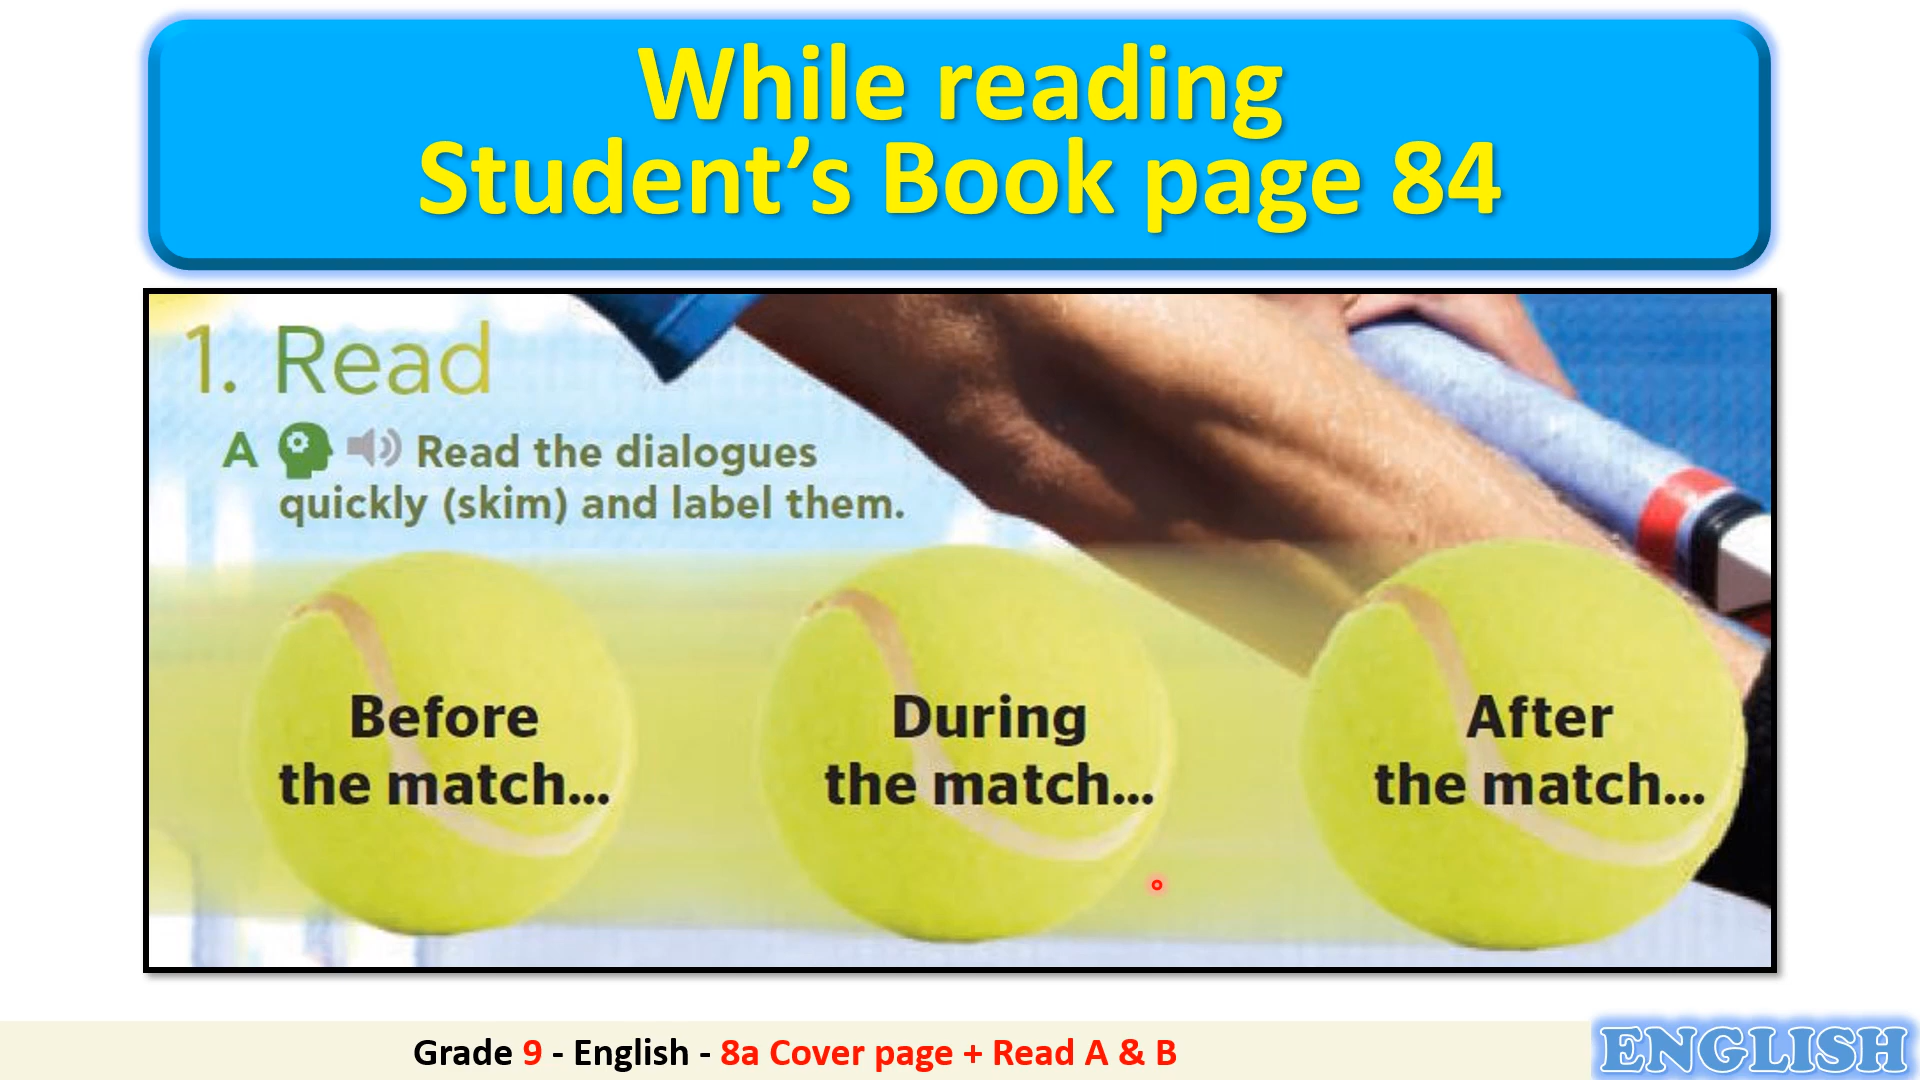 While reading
Student’s Book page 84
1. Read
A Read the dialogues
quickly (skim) and label them.
Before
the match...
During
the match...
After
the match...
Grade 9 - English - 8a Cover page + Read A & B
ENGLISH